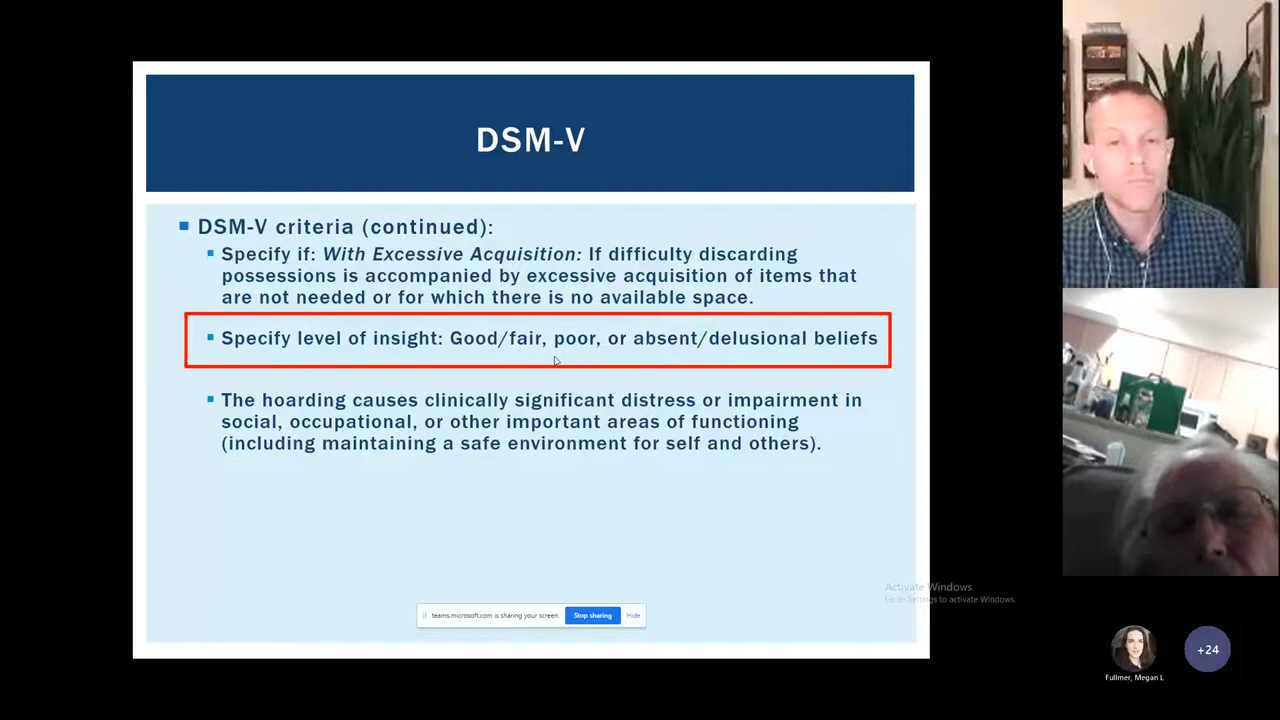 DSM-V
DSM-V criteria (continued):
Specify if: With Excessive Acquisition: If difficulty discarding
possessions is accompanied by excessive acquisition of items that
are not needed or for which there is no available space.
Specify level of insight: Good/fair, poor, or absent/delusional beliefs
The hoarding causes clinically significant distress or impairment in
social, occupational, or other important areas of functioning
(including maintaining a safe environment for self and others).
Activate Windows
Go to Settings to activate Windows.
teams.microsoft.com is sharing your screen.
Stop sharing
Hide
+24
Fullmer, Megan L